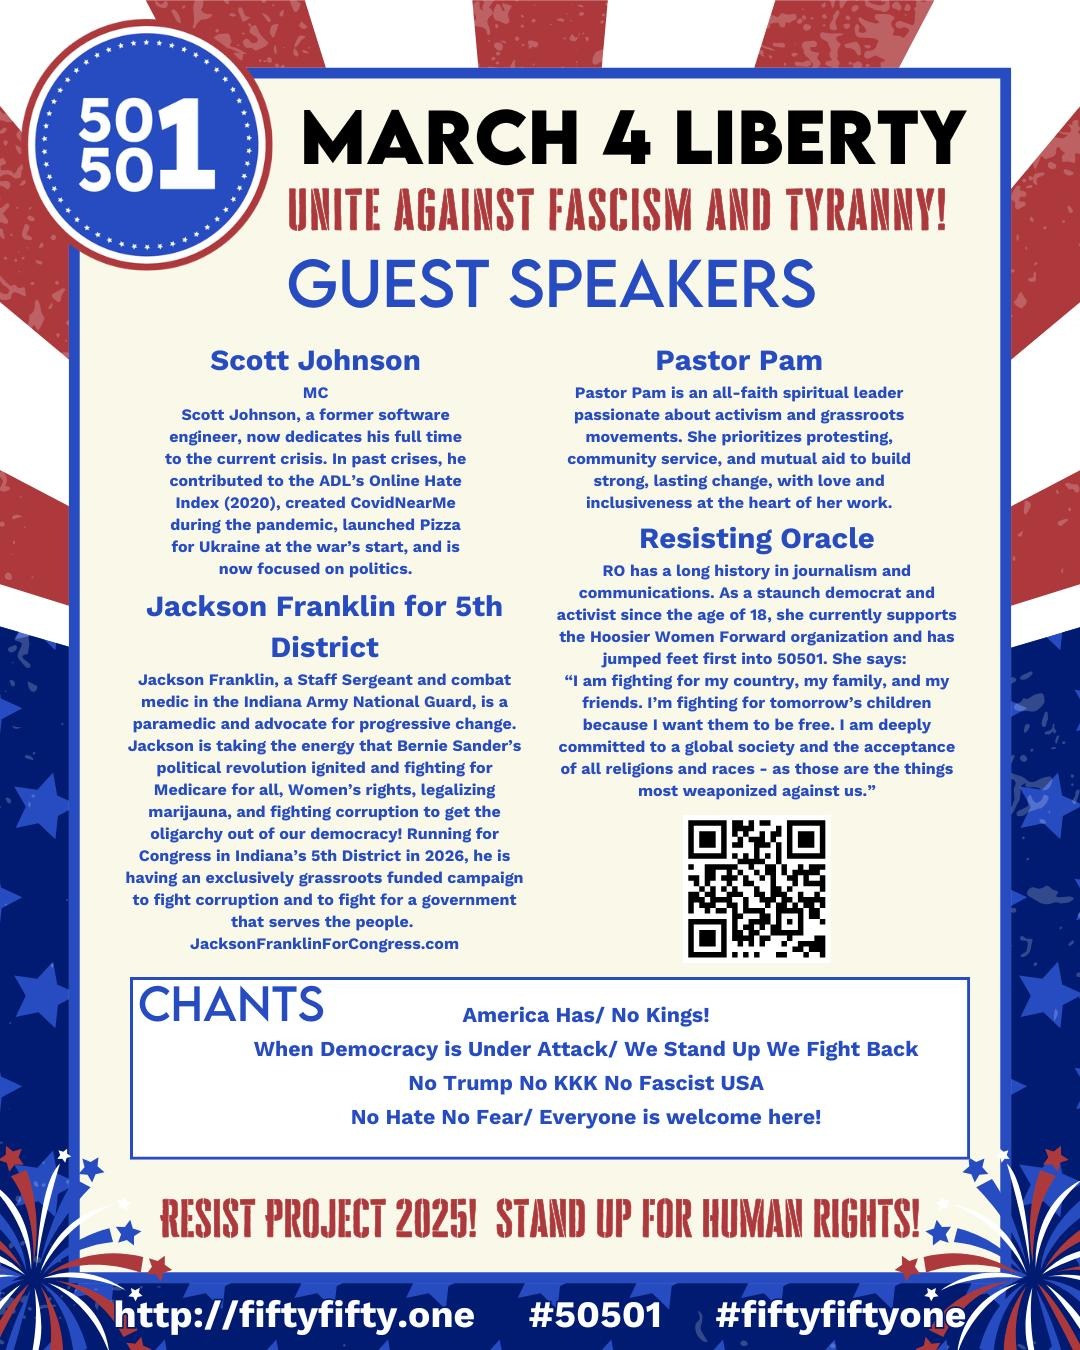 50
50
1
MARCH 4 LIBERTY
UNITE AGAINST FASCISM AND TYRANNY!
GUEST SPEAKERS
Scott Johnson
MC
Scott Johnson, a former software
engineer, now dedicates his full time
to the current crisis. In past crises, he
contributed to the ADL’s Online Hate
Index (2020), created CovidNearMe
during the pandemic, launched Pizza
for Ukraine at the war’s start, and is
now focused on politics.
Jackson Franklin for 5th
District
Jackson Franklin, a Staff Sergeant and combat
medic in the Indiana Army National Guard, is a
paramedic and advocate for progressive change.
Jackson is taking the energy that Bernie Sander’s
political revolution ignited and fighting for
Medicare for all, Women’s rights, legalizing
marijauna, and fighting corruption to get the
oligarchy out of our democracy! Running for
Congress in Indiana’s 5th District in 2026, he is
having an exclusively grassroots funded campaign
to fight corruption and to fight for a government
that serves the people.
JacksonFranklinForCongress.com
Pastor Pam
Pastor Pam is an all-faith spiritual leader
passionate about activism and grassroots
movements. She prioritizes protesting,
community service, and mutual aid to build
strong, lasting change, with love and
inclusiveness at the heart of her work.
Resisting Oracle
RO has a long history in journalism and
communications. As a staunch democrat and
activist since the age of 18, she currently supports
the Hoosier Women Forward organization and has
jumped feet first into 50501. She says:
“I am fighting for my country, my family, and my
friends. I’m fighting for tomorrow’s children
because I want them to be free. I am deeply
committed to a global society and the acceptance
of all religions and races - as those are the things
most weaponized against us.”
CHANTS
America Has/ No Kings!
When Democracy is Under Attack/ We Stand Up We Fight Back
No Trump No KKK No Fascist USA
No Hate No Fear/ Everyone is welcome here!
RESIST PROJECT 2025! STAND UP FOR HUMAN RIGHTS!
http://fiftyfifty.one #50501 #fiftyfiftyone